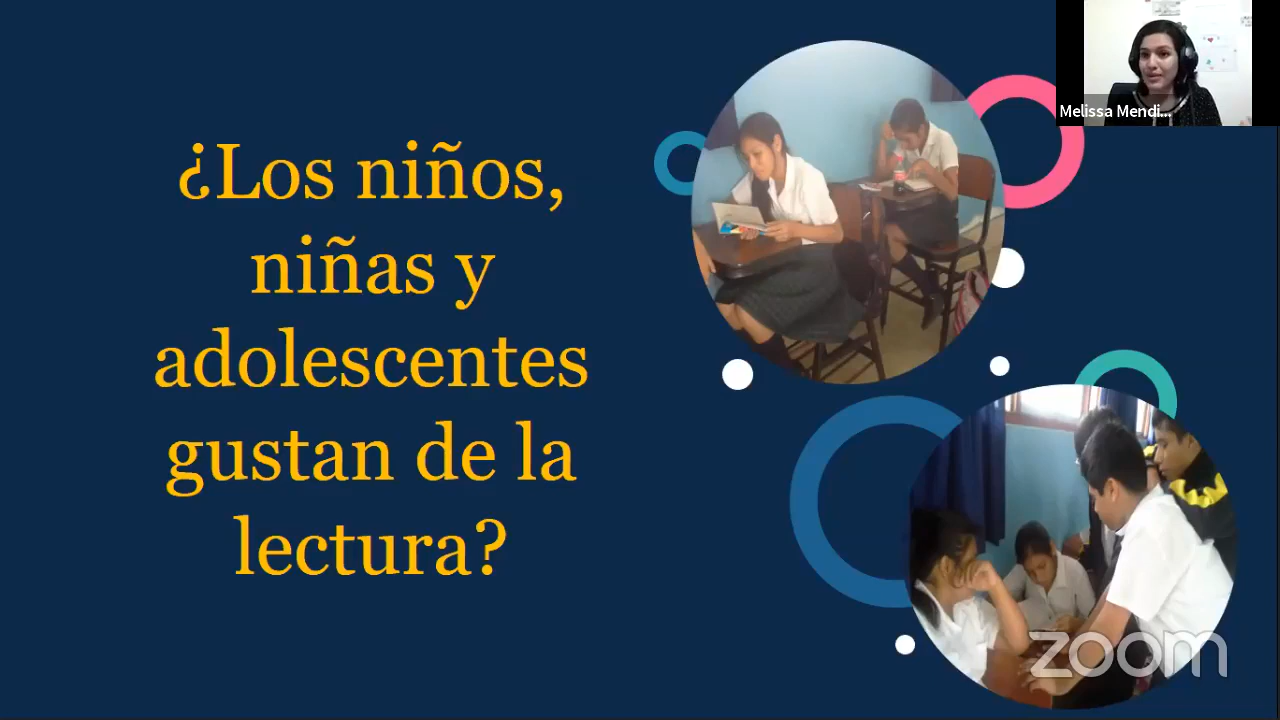 ¿Los niños,
niñas y
adolescentes
gustan de la
lectura?
Melissa Mendi...
zoom